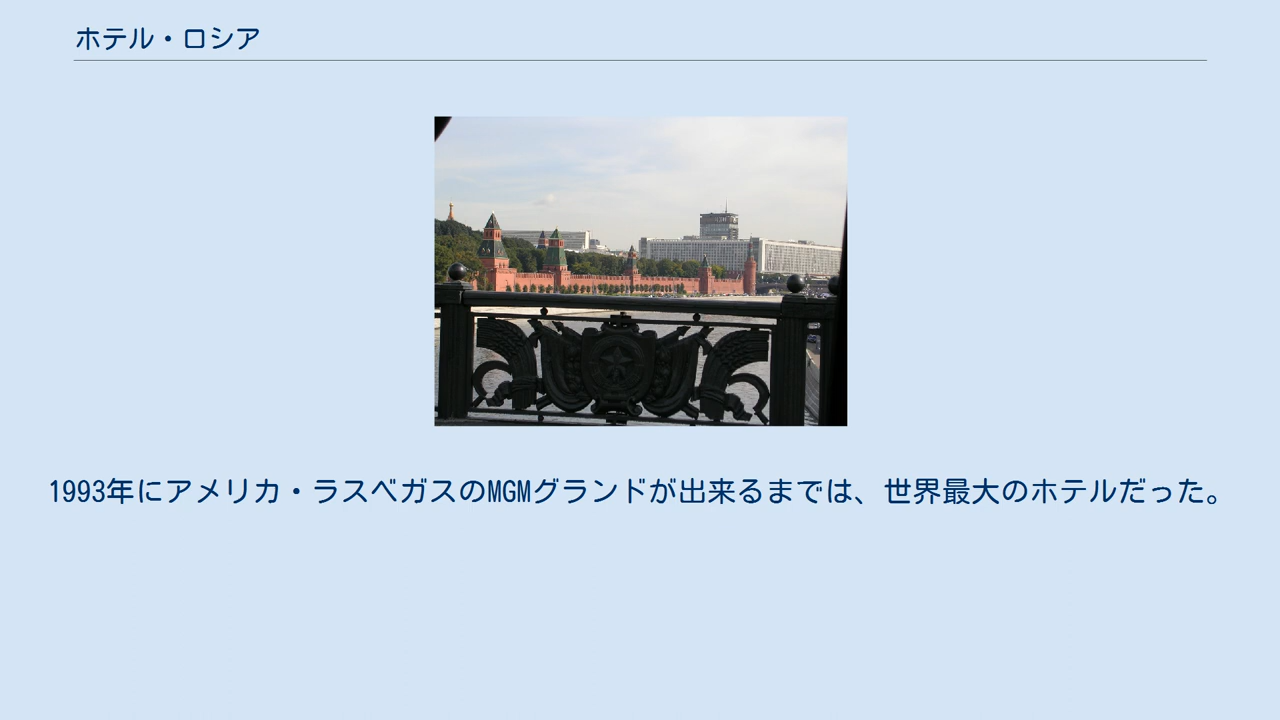 ホテル・ロシア
1993年にアメリカ・ラスベガスのMGMグランドが出来るまでは、世界最大のホテルだった。